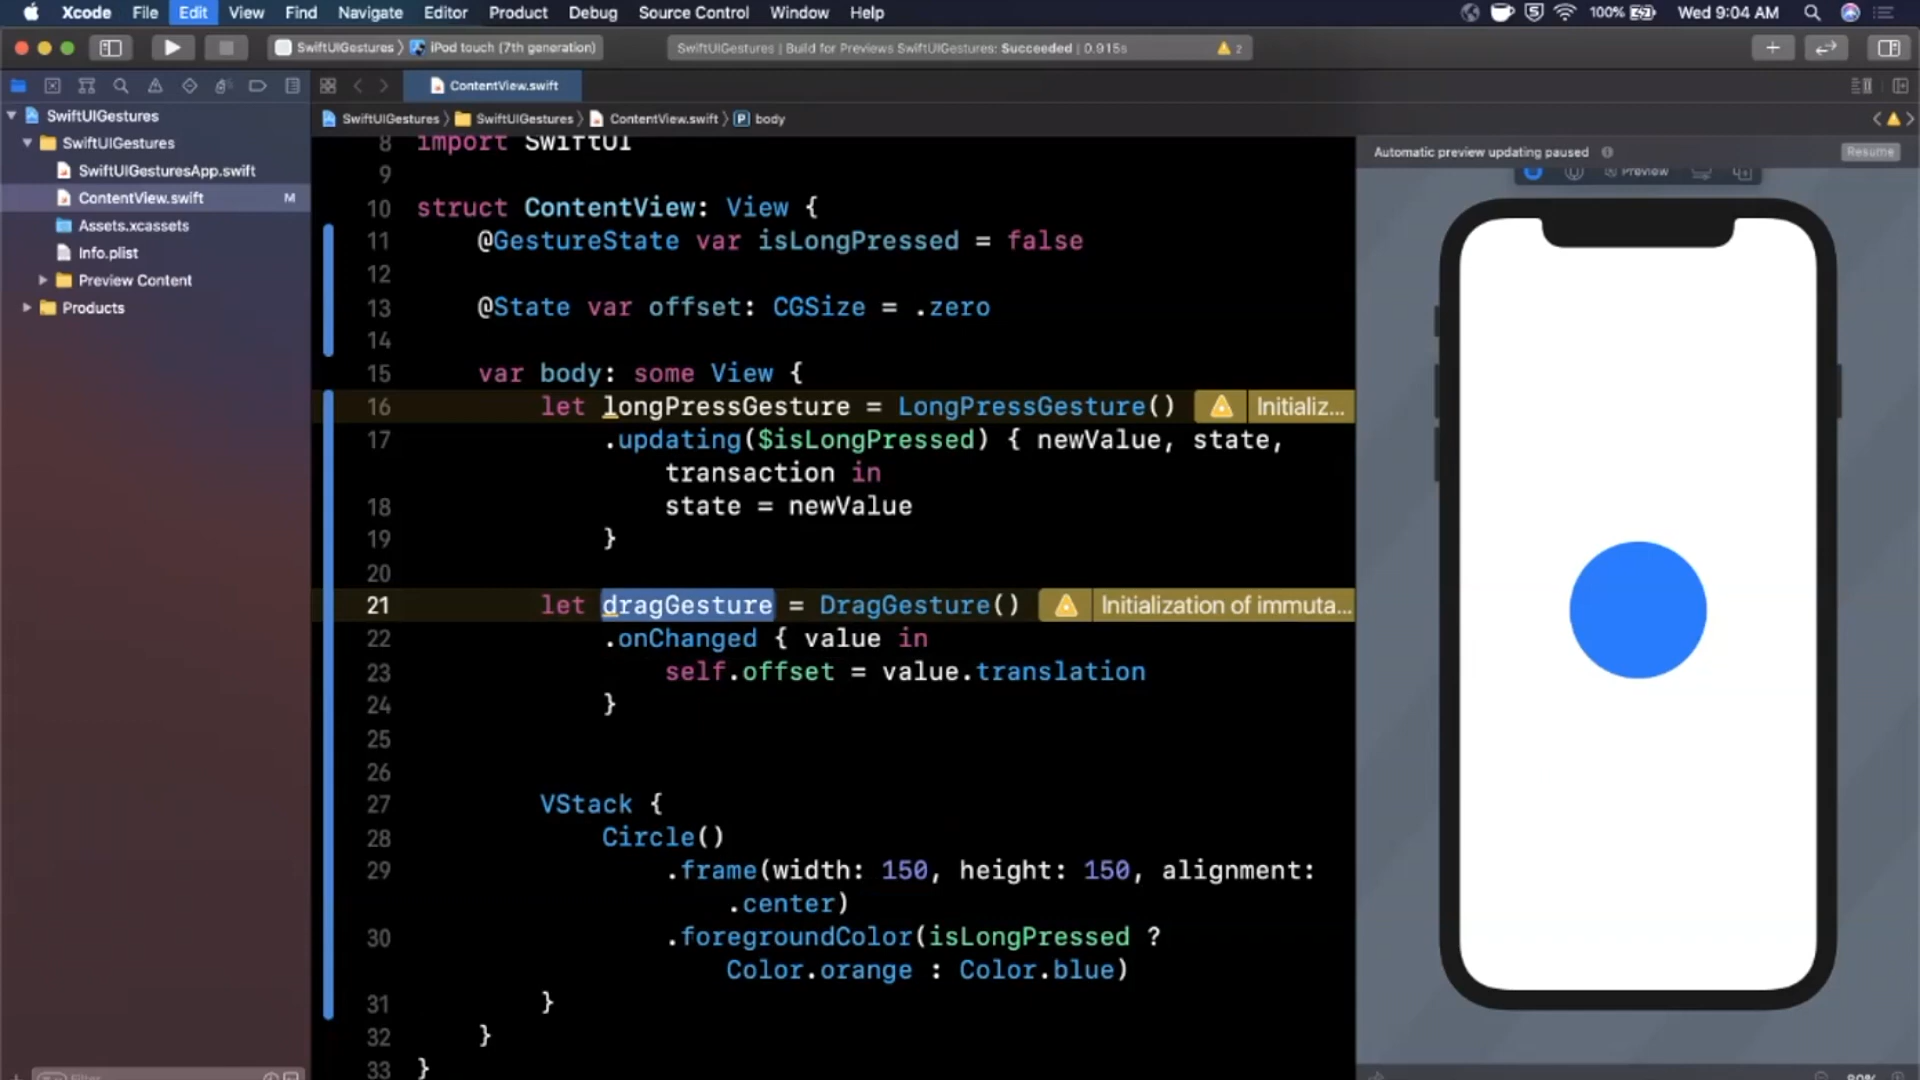 Xcode File Edit View Find Navigate Editor Product Debug Source Control Window Help
100% Wed 9:04 AM
SwiftUIGestures iPod touch (7th generation)
SwiftUIGestures | Build for Previews SwiftUIGestures: Succeeded | 0.915s 2
ContentView.swift
SwiftUIGestures
SwiftUIGestures
SwiftUIGesturesApp.swift
ContentView.swift M
Assets.xcassets
Info.plist
Preview Content
Products
SwiftUIGestures SwiftUIGestures ContentView.swift P body
8 import SwiftUI
9
10 struct ContentView: View {
11 @GestureState var isLongPressed = false
12
13 @State var offset: CGSize = .zero
14
15 var body: some View {
16 let longPressGesture = LongPressGesture() Initializ...
17 .updating($isLongPressed) { newValue, state,
transaction in
18 state = newValue
19 }
20
21 let dragGesture = DragGesture() Initialization of immuta...
22 .onChanged { value in
23 self.offset = value.translation
24 }
25
26
27 VStack {
28 Circle()
29 .frame(width: 150, height: 150, alignment:
.center)
30 .foregroundColor(isLongPressed ?
Color.orange : Color.blue)
31 }
32 }
33 }
Automatic preview updating paused Resume
Preview
Filter
80%